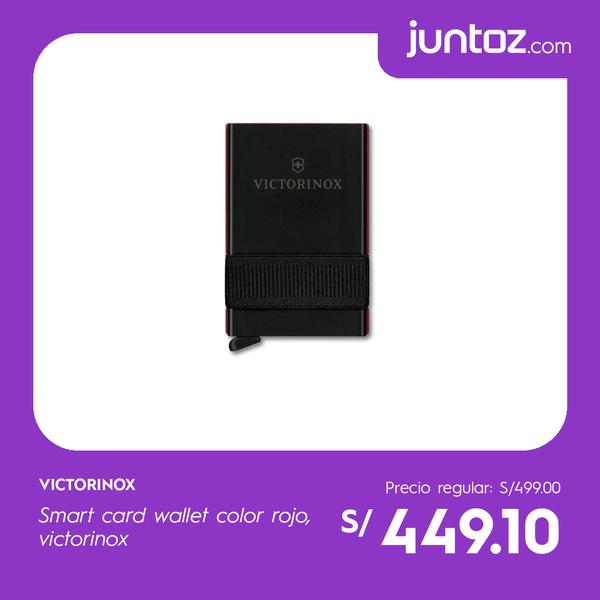 juntoz.com
VICTORINOX
VICTORINOX
Precio regular: S/499.00
Smart card wallet color rojo,
victorinox
S/ 449.10